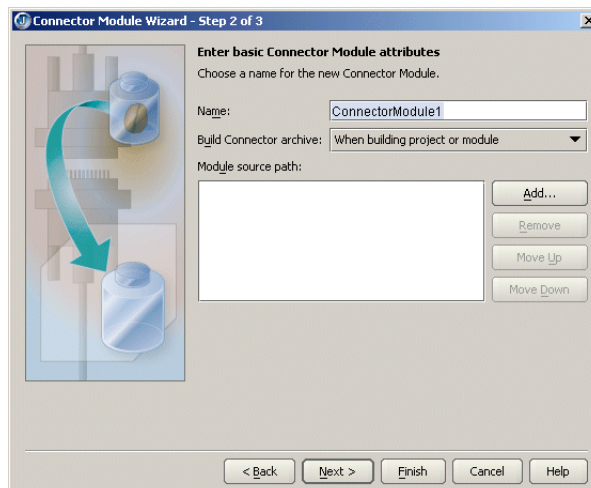 Connector Module Wizard - Step 2 of 3
Enter basic Connector Module attributes
Choose a name for the new Connector Module.
Name: ConnectorModule1
Build Connector archive: When building project or module
Module source path:
Add...
Remove
Move Up
Move Down
< Back Next > Finish Cancel Help